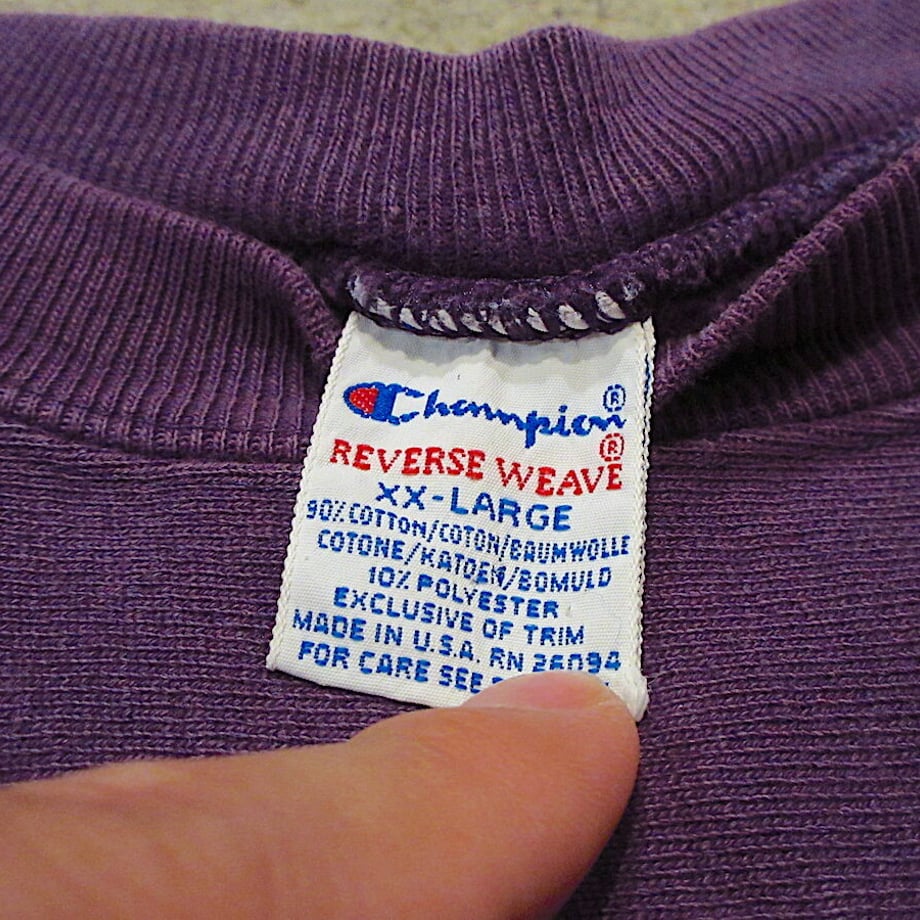 Champion®
REVERSE WEAVE®
XX-LARGE
90% COTTON/COTON/BAUMWOLLE
COTONE/KATOEN/BOMULD
10% POLYESTER
EXCLUSIVE OF TRIM
MADE IN U.S.A. RN 26094
FOR CARE SEE